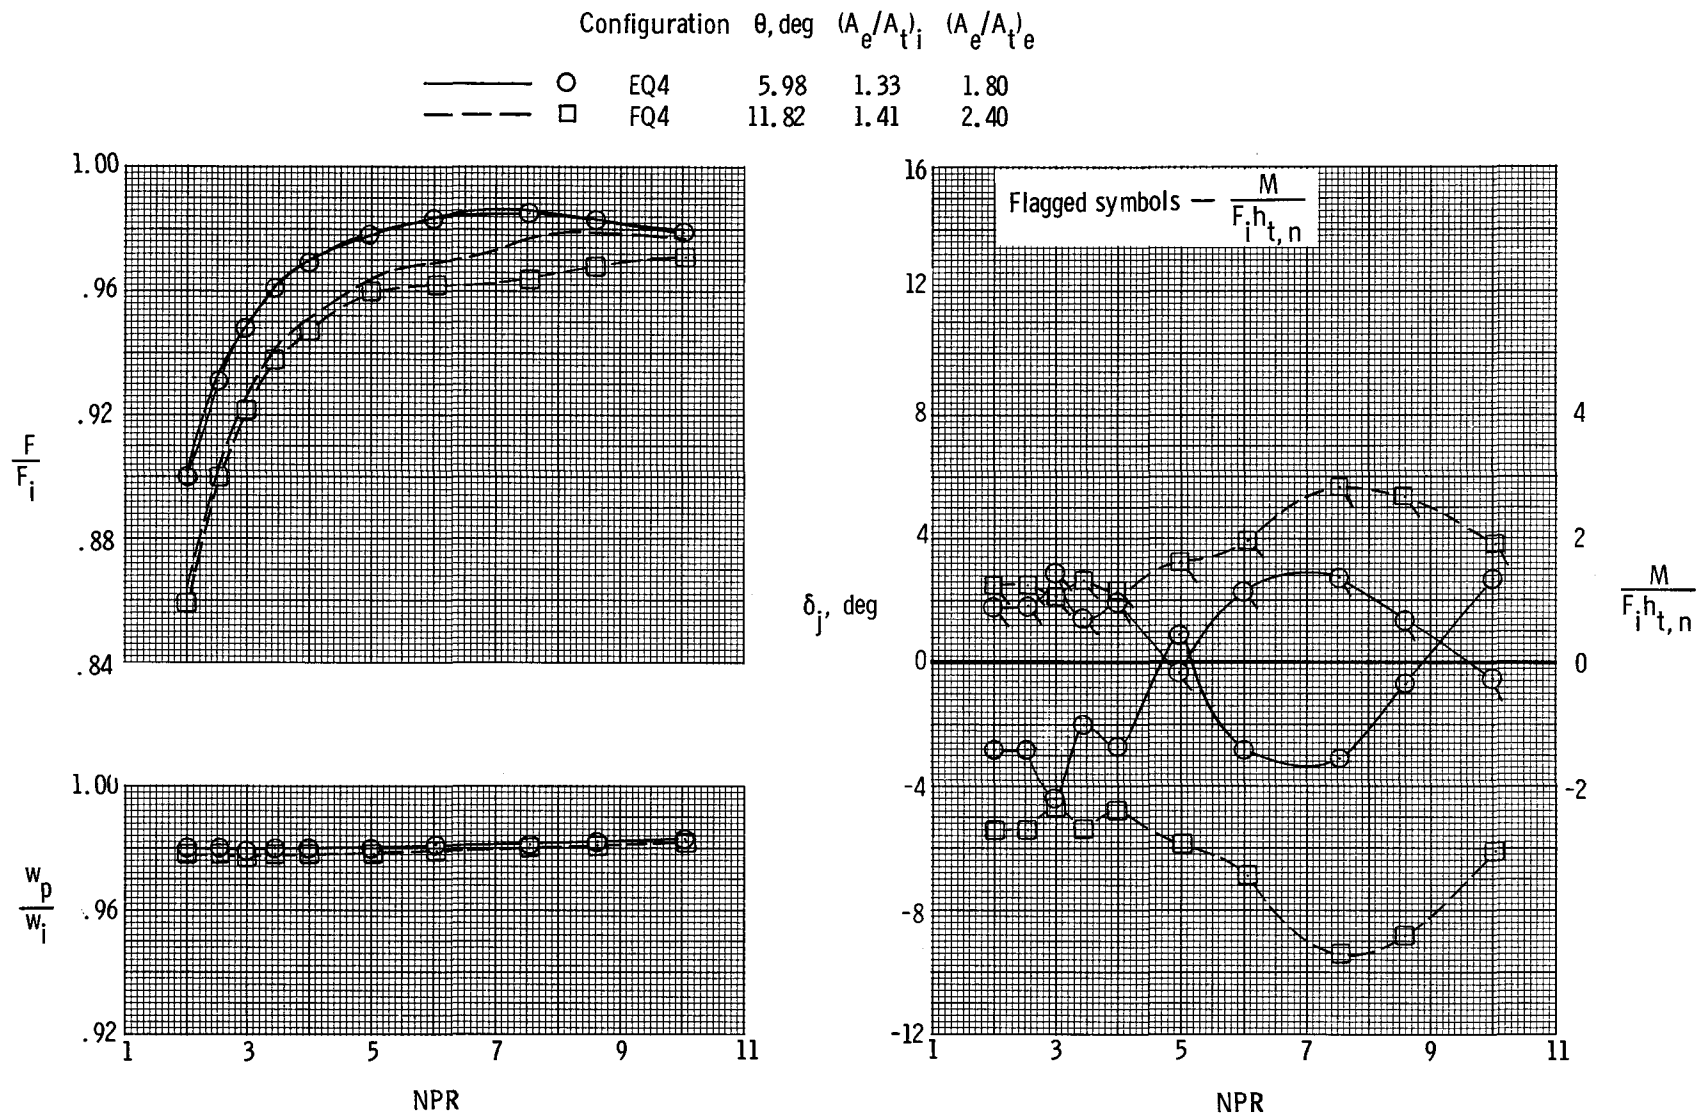 Configuration θ, deg (Ae/At)i (Ae/At)e
EQ4 5.98 1.33 1.80
FQ4 11.82 1.41 2.40
1.00
.96
.92
.88
.84
F
Fi
1.00
.96
.92
wp
wi
1 3 5 7 9 11
NPR
Flagged symbols — M
Fiht, n
16
12
8
4
0
-4
-8
-12
δj, deg
4
2
0
-2
M
Fiht, n
1 3 5 7 9 11
NPR